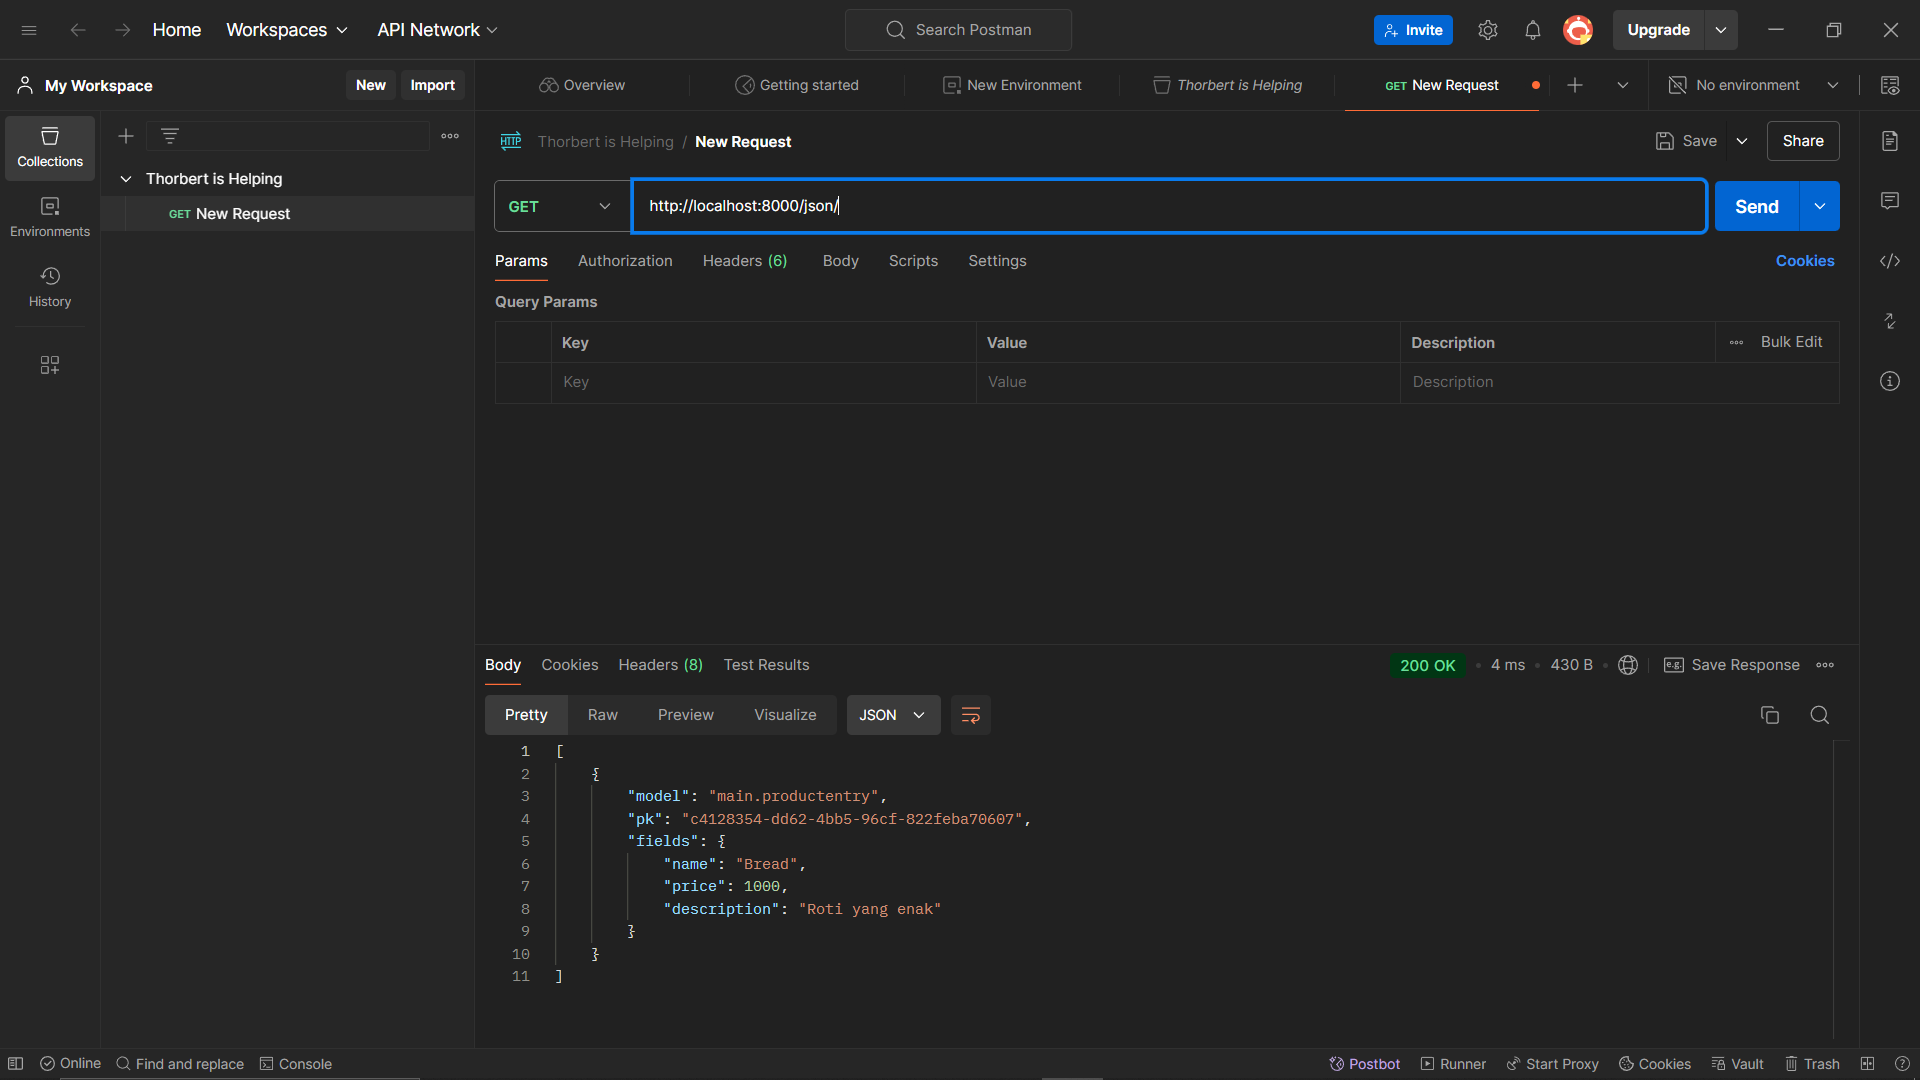 Home Workspaces API Network Search Postman Invite Upgrade
My Workspace New Import Overview Getting started New Environment Thorbert is Helping GET New Request No environment
Collections
Environments
History
Thorbert is Helping
GET New Request
HTTP Thorbert is Helping / New Request Save Share
GET http://localhost:8000/json/ Send
Params Authorization Headers (6) Body Scripts Settings Cookies
Query Params
Key Value Description Bulk Edit
Key Value Description
Body Cookies Headers (8) Test Results 200 OK 4 ms 430 B e.g. Save Response
Pretty Raw Preview Visualize JSON
1 [
2 {
3 "model": "main.productentry",
4 "pk": "c4128354-dd62-4bb5-96cf-822feba70607",
5 "fields": {
6 "name": "Bread",
7 "price": 1000,
8 "description": "Roti yang enak"
9 }
10 }
11 ]
Online Find and replace Console Postbot Runner Start Proxy Cookies Vault Trash